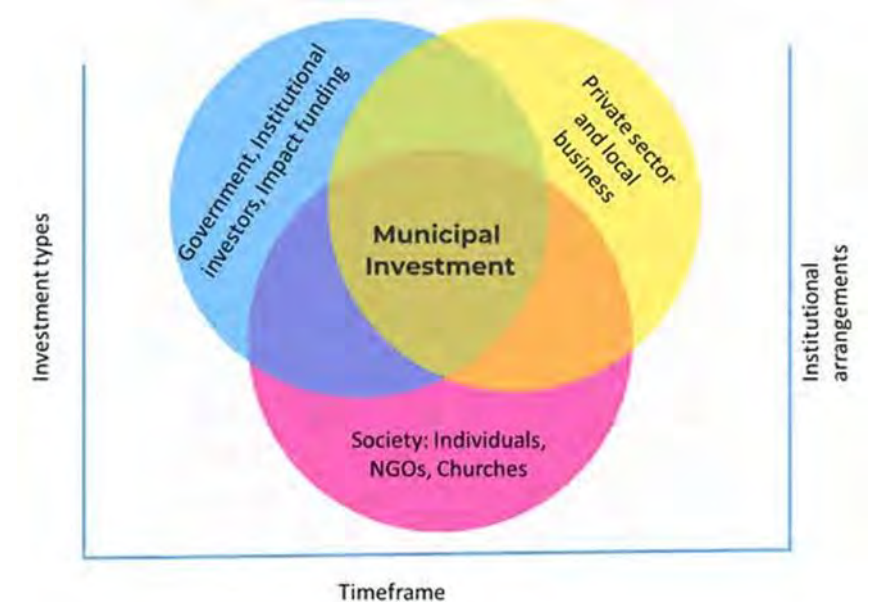 Government, Institutional
investors, Impact funding
Private sector
and local
business
Municipal
Investment
Society: Individuals,
NGOs, Churches
Investment types
Institutional
arrangements
Timeframe